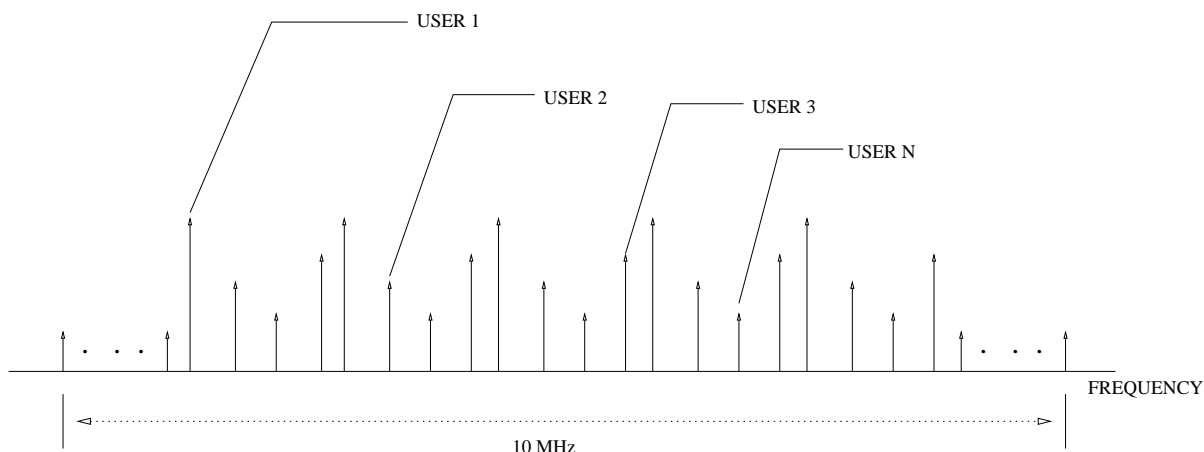 USER 1
USER 2
USER 3
USER N
FREQUENCY
10 MHz